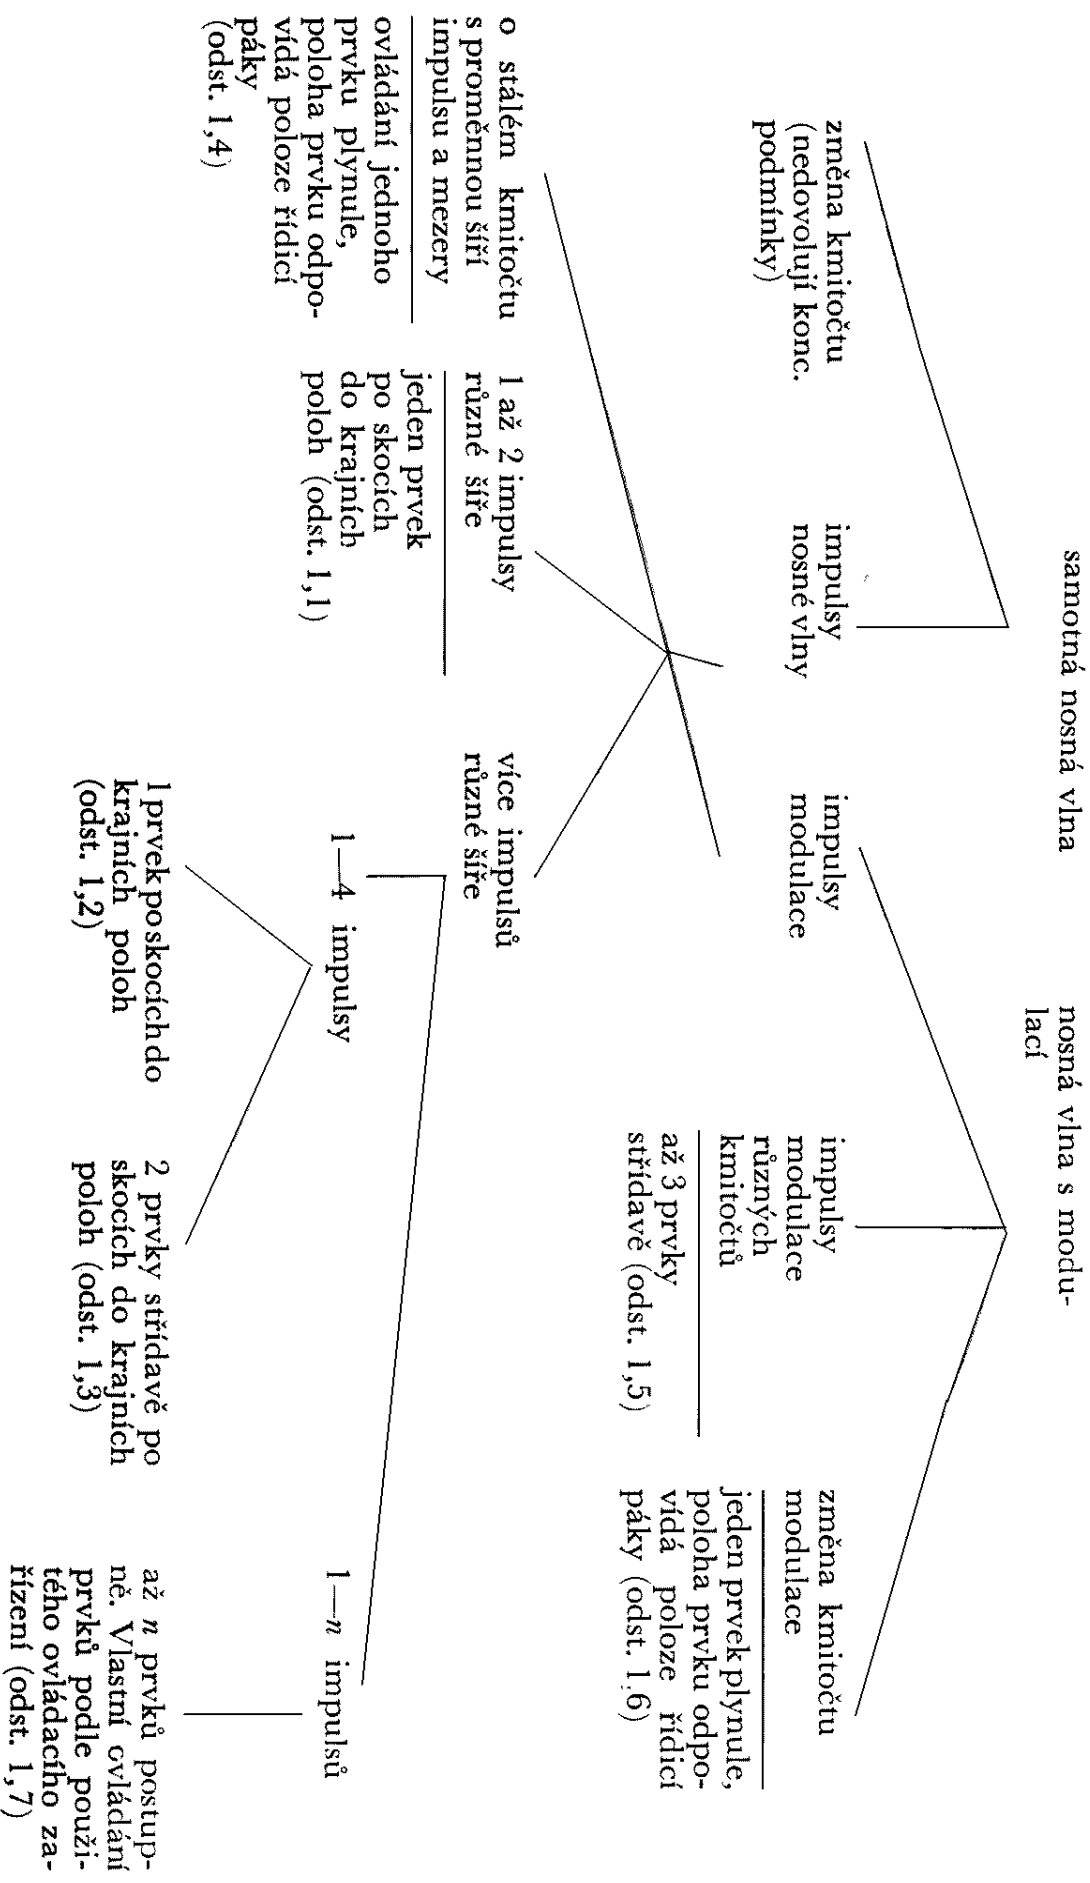 samotná nosná vlna
nosná vlna s modu-
lací
změna kmitočtu
(nedovolují konc.
podmínky)
impulsy
nosné vlny
impulsy
modulace
impulsy
modulace
různých
kmitočtů
až 3 prvky
střídavě (odst. 1,5)
změna kmitočtu
modulace
jeden prvek plynule,
poloha prvku odpo-
vídá poloze řídicí
páky (odst. 1,6)
o stálém kmitočtu
s proměnnou šíří
impulsu a mezery
ovládání jednoho
prvku plynule,
poloha prvku odpo-
vídá poloze řídicí
páky
(odst. 1,4)
1 až 2 impulsy
různé šíře
jeden prvek
po skocích
do krajních
poloh (odst. 1,1)
více impulsů
různé šíře
1—4 impulsy
1—n impulsů
1 prvek po skocích do
krajních poloh
(odst. 1,2)
2 prvky střídavě po
skocích do krajních
poloh (odst. 1,3)
až n prvků postup-
ně. Vlastní ovládání
prvků podle použi-
tého ovládacího za-
řízení (odst. 1,7)